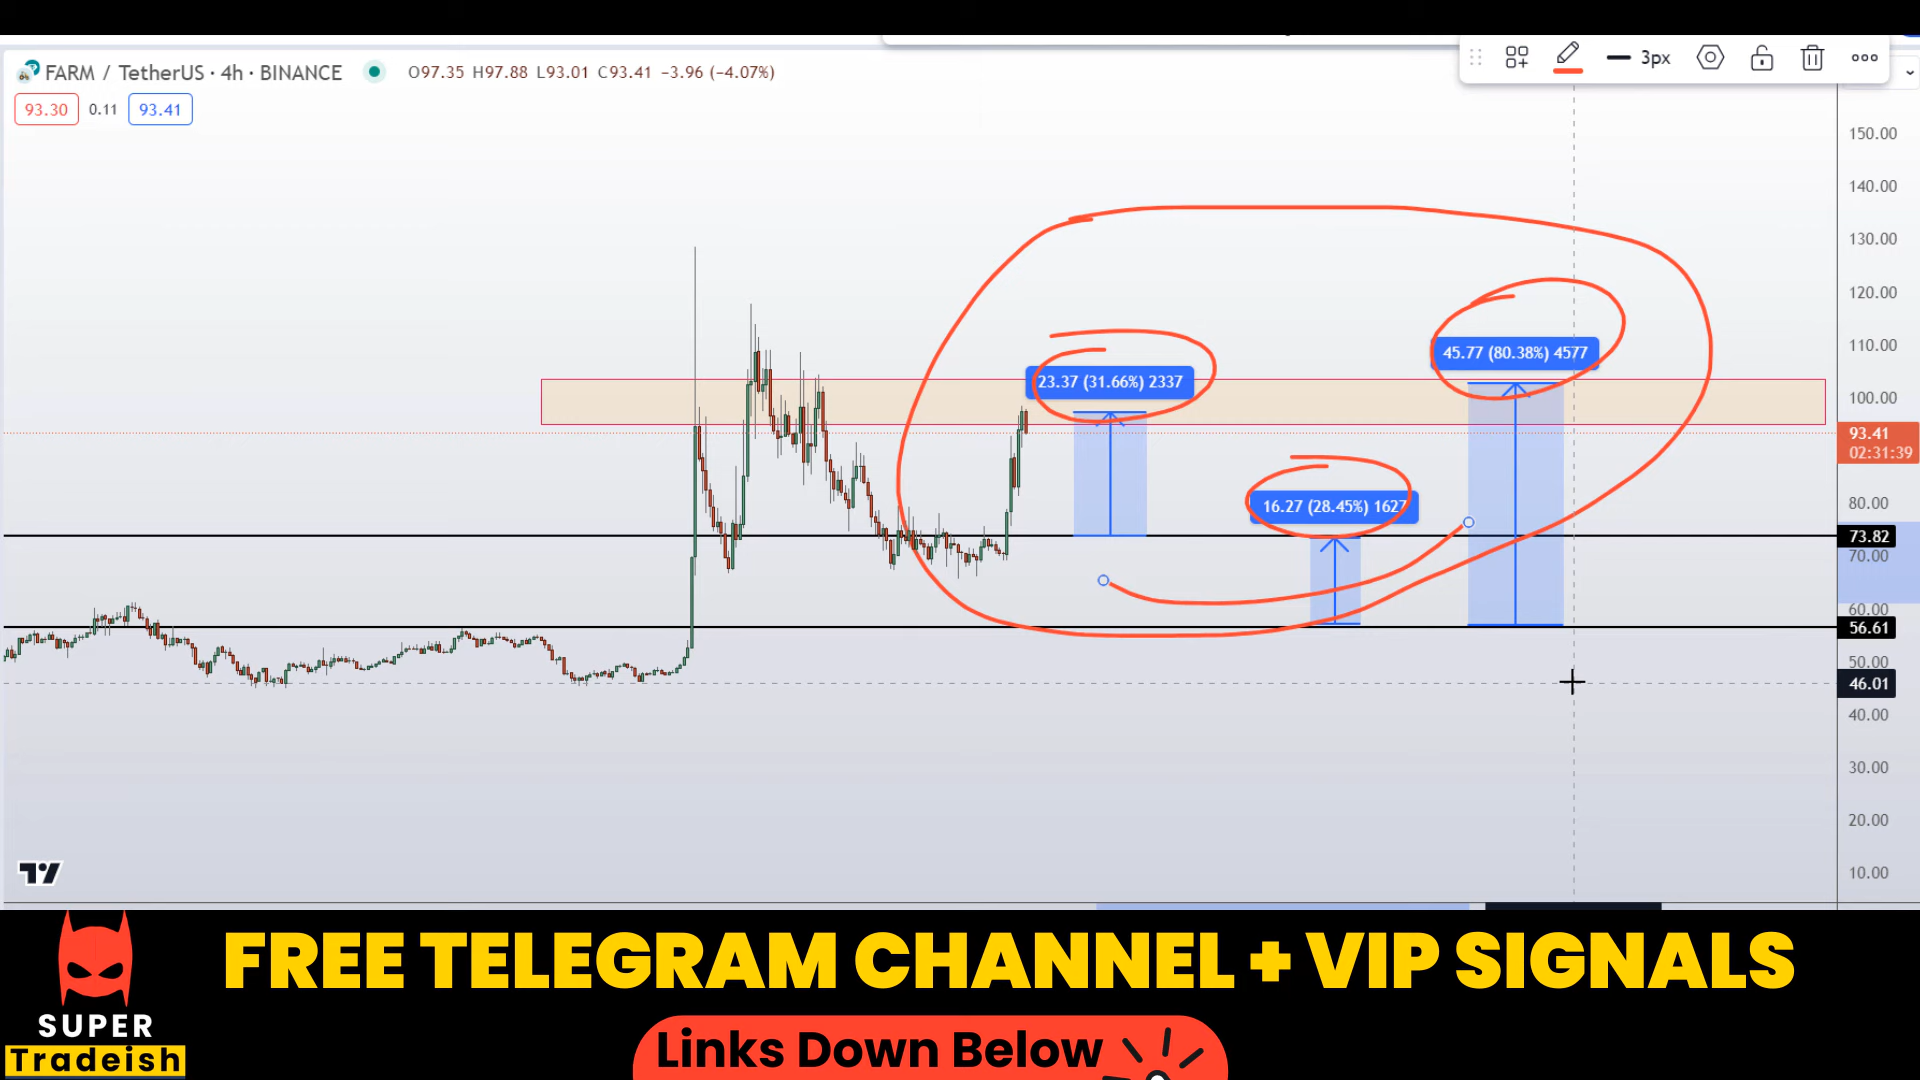 FARM / TetherUS · 4h · BINANCE
O97.35 H97.88 L93.01 C93.41 −3.96 (−4.07%)
3px
93.30 0.11 93.41
150.00
140.00
130.00
120.00
110.00
100.00
93.41
02:31:39
80.00
73.82
70.00
60.00
56.61
50.00
46.01
40.00
30.00
20.00
10.00
23.37 (31.66%) 2337
45.77 (80.38%) 4577
16.27 (28.45%) 1627
SUPER
Tradeish
FREE TELEGRAM CHANNEL + VIP SIGNALS
Links Down Below